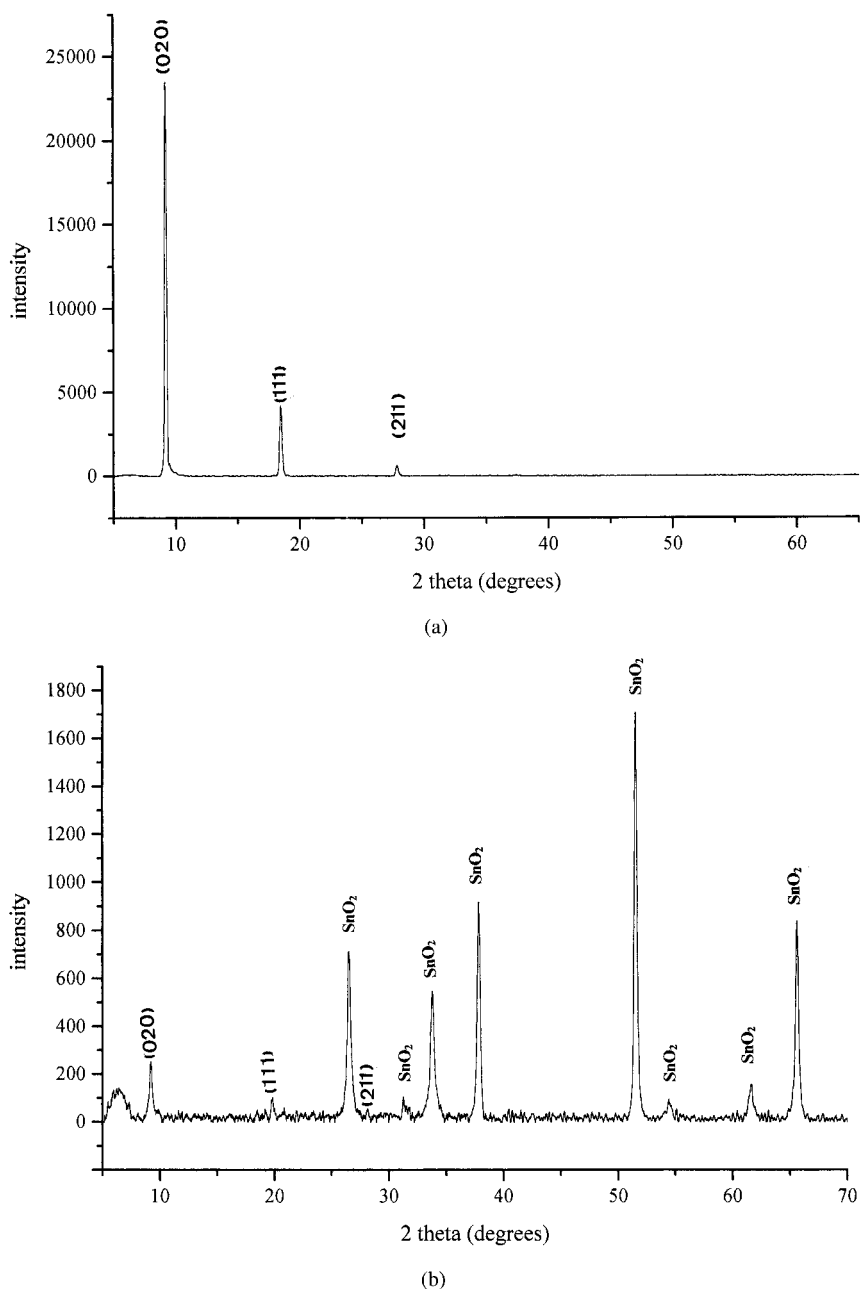 (020)
25000
20000
15000
10000
5000
0
intensity
(111)
(211)
10
20
30
40
50
60
2 theta (degrees)
(a)
1800
1600
1400
1200
1000
800
600
400
200
0
-200
intensity
(020)
(111)
SnO₂
(211)
SnO₂
SnO₂
SnO₂
SnO₂
SnO₂
SnO₂
SnO₂
10
20
30
40
50
60
70
2 theta (degrees)
(b)